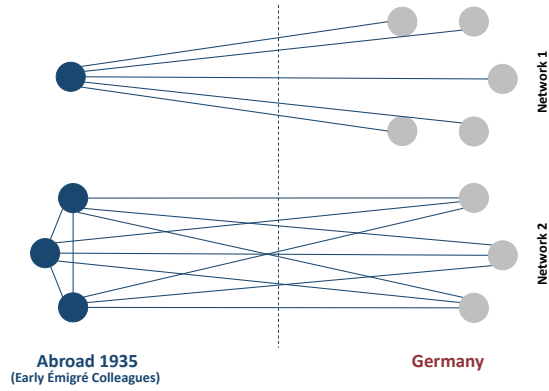 Network 1
Network 2
Abroad 1935
(Early Émigré Colleagues)
Germany